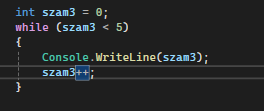 int szam3 = 0;
while (szam3 < 5)
{
    Console.WriteLine(szam3);
    szam3++;
}